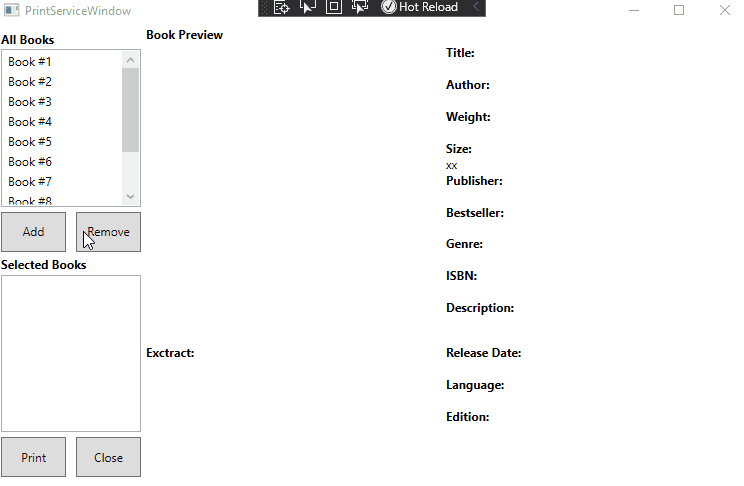 PrintServiceWindow
Hot Reload
All Books
Book #1
Book #2
Book #3
Book #4
Book #5
Book #6
Book #7
Book #8
Add
Remove
Selected Books
Print
Close
Book Preview
Exctract:
Title:
Author:
Weight:
Size:
xx
Publisher:
Bestseller:
Genre:
ISBN:
Description:
Release Date:
Language:
Edition: